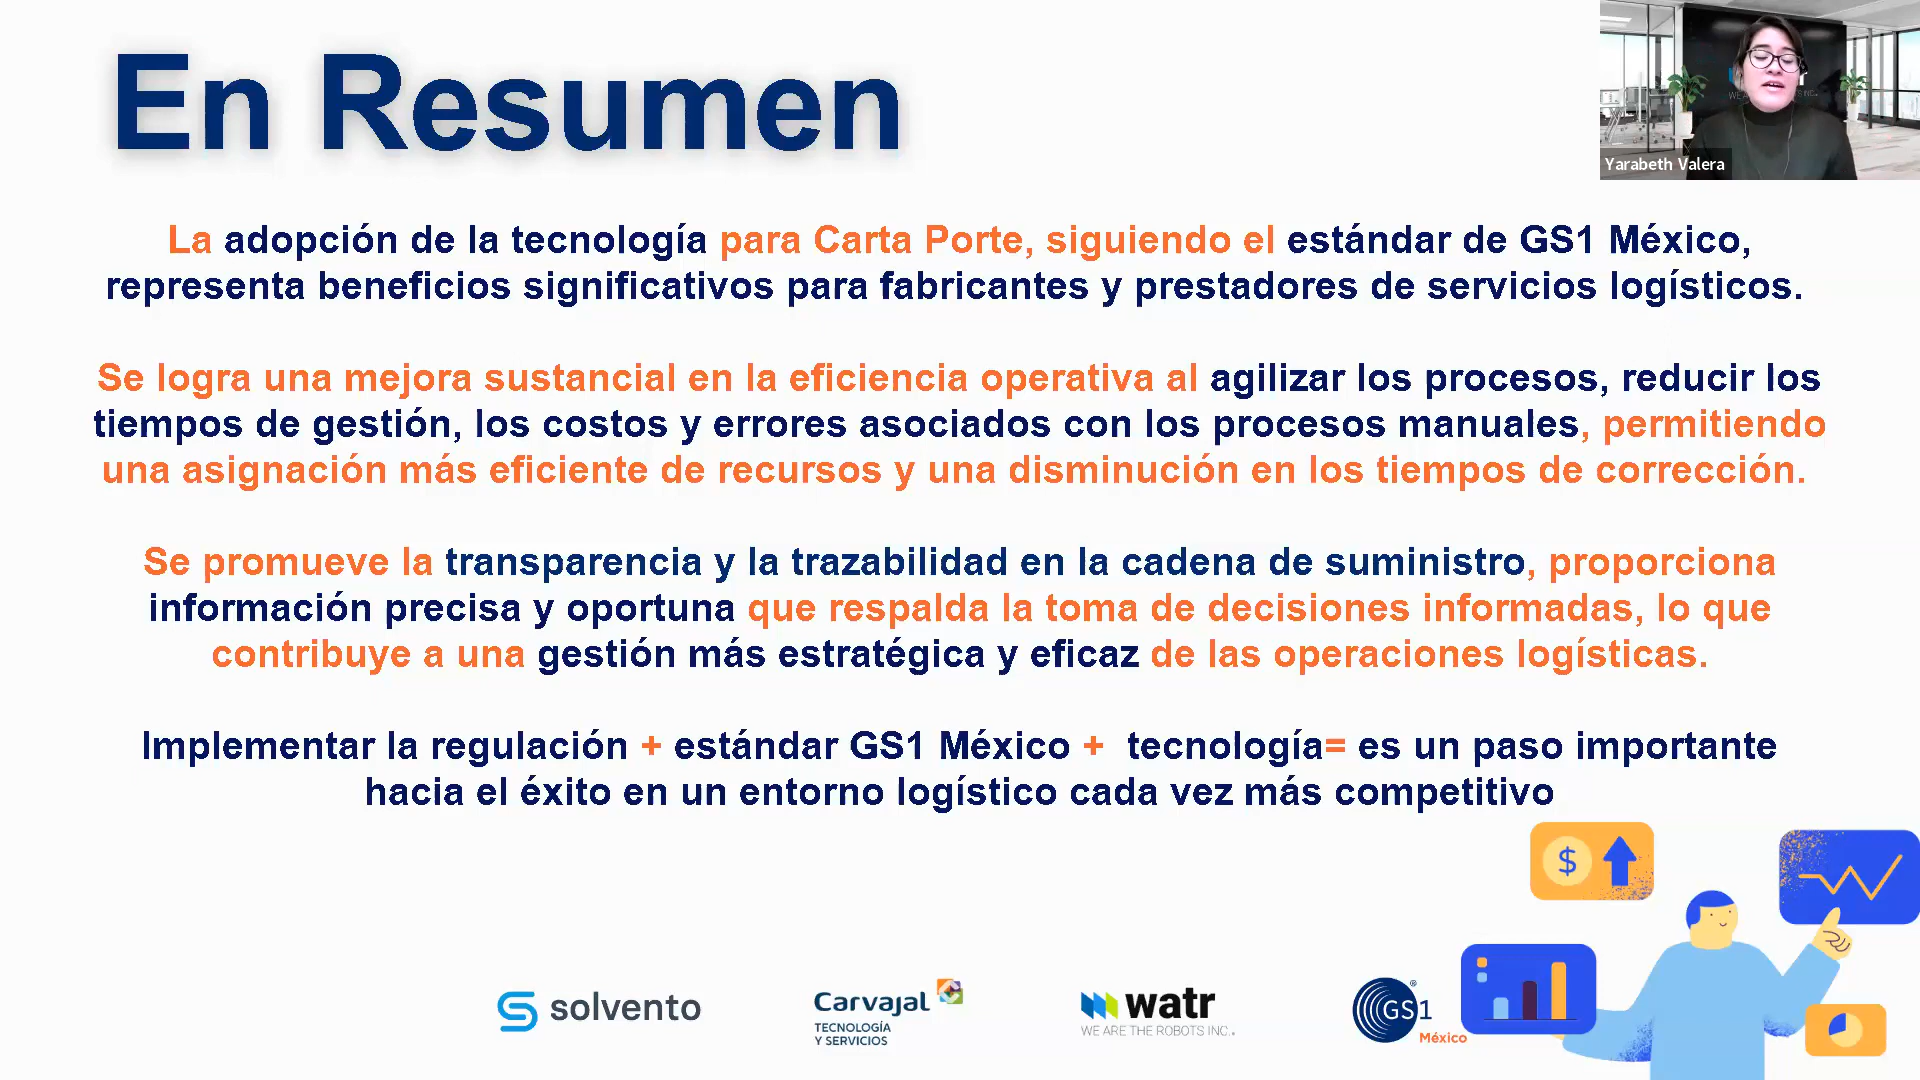 En Resumen
Yarabeth Valera
La adopción de la tecnología para Carta Porte, siguiendo el estándar de GS1 México,
representa beneficios significativos para fabricantes y prestadores de servicios logísticos.
Se logra una mejora sustancial en la eficiencia operativa al agilizar los procesos, reducir los
tiempos de gestión, los costos y errores asociados con los procesos manuales, permitiendo
una asignación más eficiente de recursos y una disminución en los tiempos de corrección.
Se promueve la transparencia y la trazabilidad en la cadena de suministro, proporciona
información precisa y oportuna que respalda la toma de decisiones informadas, lo que
contribuye a una gestión más estratégica y eficaz de las operaciones logísticas.
Implementar la regulación + estándar GS1 México + tecnología= es un paso importante
hacia el éxito en un entorno logístico cada vez más competitivo
$
solvento
Carvajal
TECNOLOGÍA
Y SERVICIOS
watr
WE ARE THE ROBOTS INC.
GS1®
México